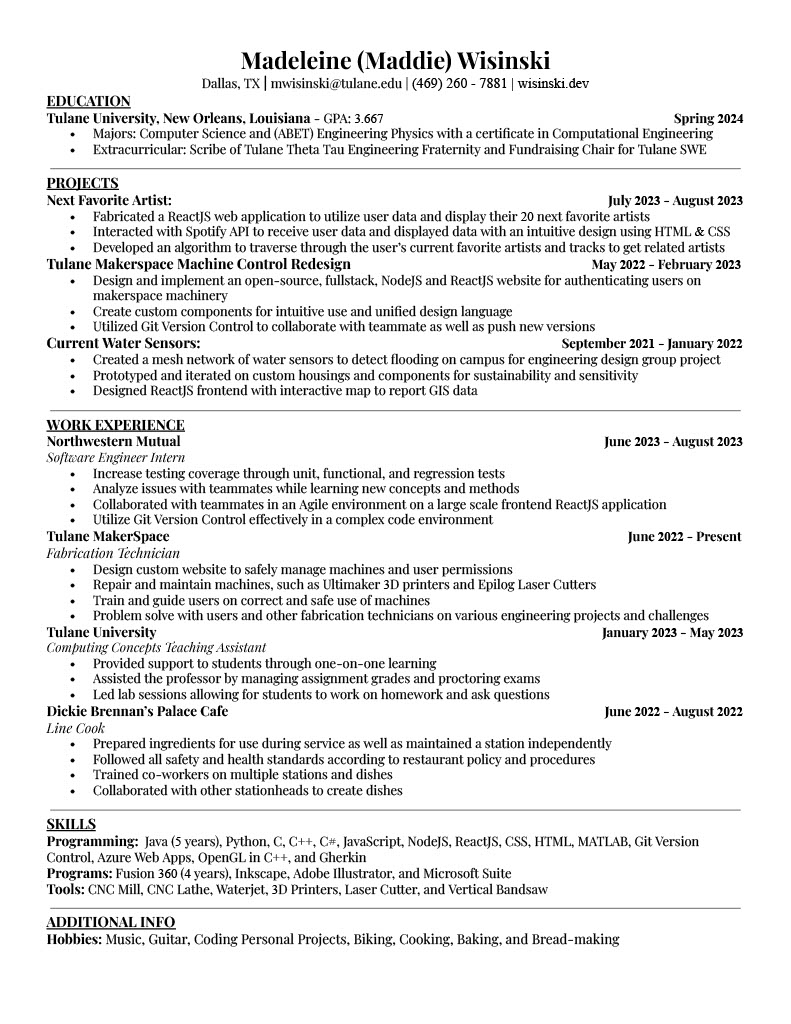 Madeleine (Maddie) Wisinski
Dallas, TX | mwisinski@tulane.edu | (469) 260 - 7881 | wisinski.dev
EDUCATION
Tulane University, New Orleans, Louisiana – GPA: 3.667 Spring 2024
• Majors: Computer Science and (ABET) Engineering Physics with a certificate in Computational Engineering
• Extracurricular: Scribe of Tulane Theta Tau Engineering Fraternity and Fundraising Chair for Tulane SWE
PROJECTS
Next Favorite Artist: July 2023 – August 2023
• Fabricated a ReactJS web application to utilize user data and display their 20 next favorite artists
• Interacted with Spotify API to receive user data and displayed data with an intuitive design using HTML & CSS
• Developed an algorithm to traverse through the user's current favorite artists and tracks to get related artists
Tulane Makerspace Machine Control Redesign May 2022 – February 2023
• Design and implement an open-source, fullstack, NodeJS and ReactJS website for authenticating users on
makerspace machinery
• Create custom components for intuitive use and unified design language
• Utilized Git Version Control to collaborate with teammate as well as push new versions
Current Water Sensors: September 2021 – January 2022
• Created a mesh network of water sensors to detect flooding on campus for engineering design group project
• Prototyped and iterated on custom housings and components for sustainability and sensitivity
• Designed ReactJS frontend with interactive map to report GIS data
WORK EXPERIENCE
Northwestern Mutual June 2023 – August 2023
Software Engineer Intern
• Increase testing coverage through unit, functional, and regression tests
• Analyze issues with teammates while learning new concepts and methods
• Collaborated with teammates in an Agile environment on a large scale frontend ReactJS application
• Utilize Git Version Control effectively in a complex code environment
Tulane MakerSpace June 2022 – Present
Fabrication Technician
• Design custom website to safely manage machines and user permissions
• Repair and maintain machines, such as Ultimaker 3D printers and Epilog Laser Cutters
• Train and guide users on correct and safe use of machines
• Problem solve with users and other fabrication technicians on various engineering projects and challenges
Tulane University January 2023 – May 2023
Computing Concepts Teaching Assistant
• Provided support to students through one-on-one learning
• Assisted the professor by managing assignment grades and proctoring exams
• Led lab sessions allowing for students to work on homework and ask questions
Dickie Brennan's Palace Cafe June 2022 – August 2022
Line Cook
• Prepared ingredients for use during service as well as maintained a station independently
• Followed all safety and health standards according to restaurant policy and procedures
• Trained co-workers on multiple stations and dishes
• Collaborated with other stationheads to create dishes
SKILLS
Programming: Java (5 years), Python, C, C++, C#, JavaScript, NodeJS, ReactJS, CSS, HTML, MATLAB, Git Version
Control, Azure Web Apps, OpenGL in C++, and Gherkin
Programs: Fusion 360 (4 years), Inkscape, Adobe Illustrator, and Microsoft Suite
Tools: CNC Mill, CNC Lathe, Waterjet, 3D Printers, Laser Cutter, and Vertical Bandsaw
ADDITIONAL INFO
Hobbies: Music, Guitar, Coding Personal Projects, Biking, Cooking, Baking, and Bread-making